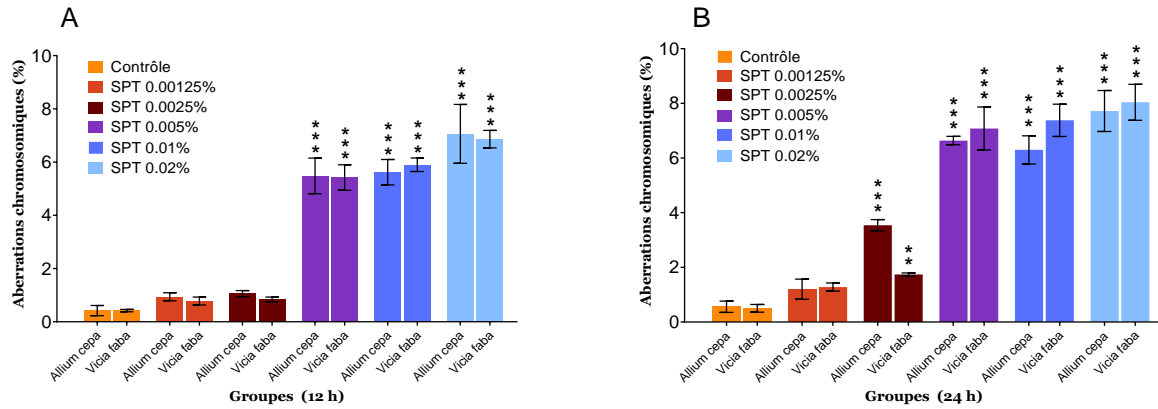 A
Aberrations chromosomiques (%)
10
8
6
4
2
0
Contrôle
SPT 0.00125%
SPT 0.0025%
SPT 0.005%
SPT 0.01%
SPT 0.02%
***
***
***
***
***
***
Allium cepa
Vicia faba
Allium cepa
Vicia faba
Allium cepa
Vicia faba
Allium cepa
Vicia faba
Allium cepa
Vicia faba
Allium cepa
Vicia faba
Groupes (12 h)
B
Aberrations chromosomiques (%)
10
8
6
4
2
0
Contrôle
SPT 0.00125%
SPT 0.0025%
SPT 0.005%
SPT 0.01%
SPT 0.02%
***
**
***
***
***
***
***
***
Allium cepa
Vicia faba
Allium cepa
Vicia faba
Allium cepa
Vicia faba
Allium cepa
Vicia faba
Allium cepa
Vicia faba
Allium cepa
Vicia faba
Groupes (24 h)